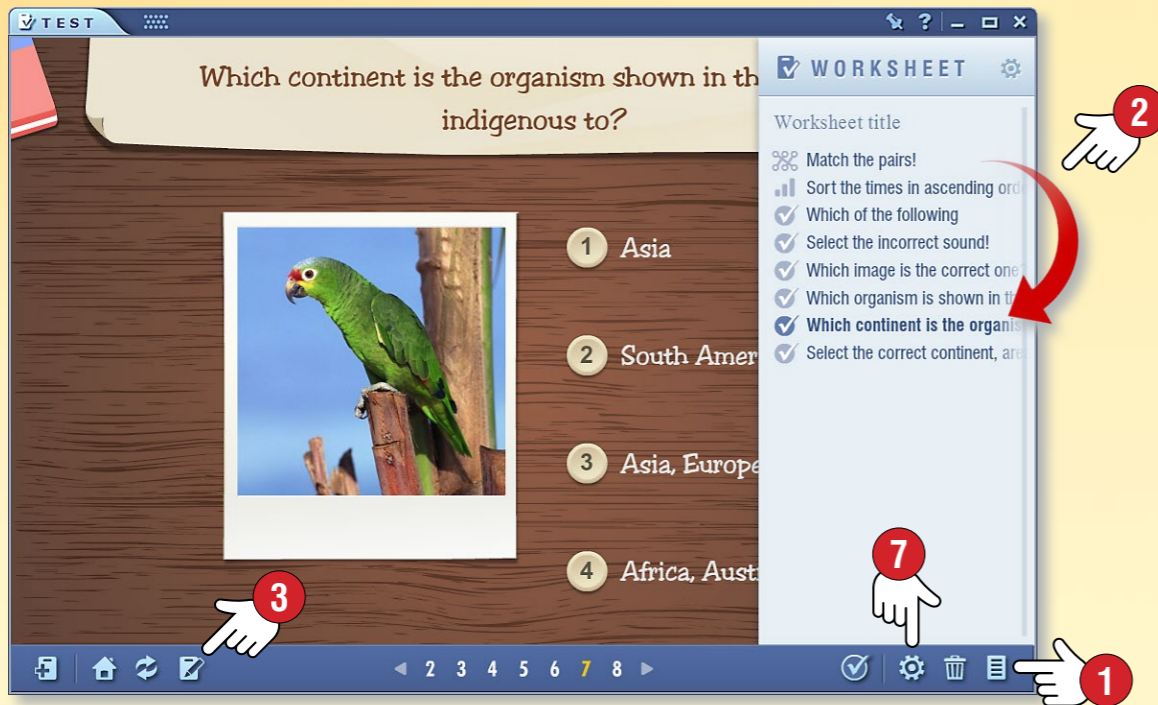 TEST
Which continent is the organism shown in th
indigenous to?
1 Asia
2 South Amer
3 Asia, Europe
4 Africa, Aust
WORKSHEET
Worksheet title
Match the pairs!
Sort the times in ascending ord
Which of the following
Select the incorrect sound!
Which image is the correct one
Which organism is shown in th
Which continent is the organis
Select the correct continent, are
2
7
3
2 3 4 5 6 7 8
1